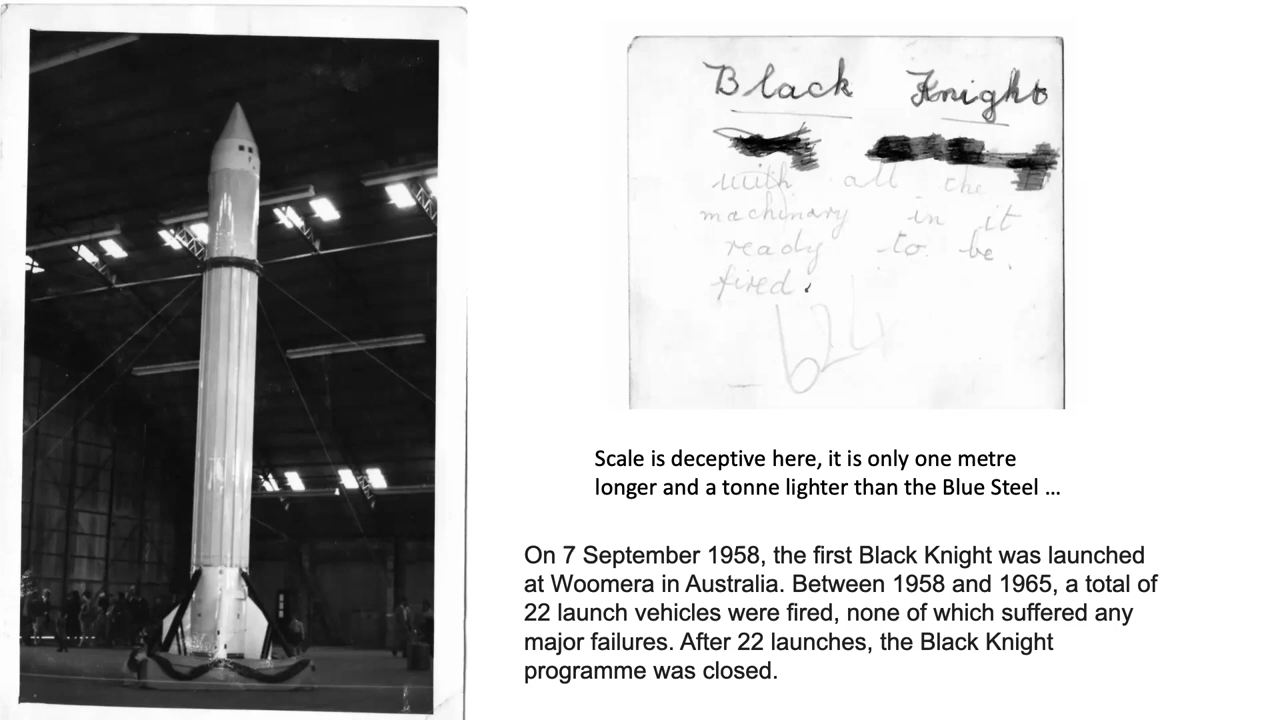 Black Knight
with all the
machinary in it
ready to be
fired.
624
Scale is deceptive here, it is only one metre
longer and a tonne lighter than the Blue Steel ...
On 7 September 1958, the first Black Knight was launched
at Woomera in Australia. Between 1958 and 1965, a total of
22 launch vehicles were fired, none of which suffered any
major failures. After 22 launches, the Black Knight
programme was closed.